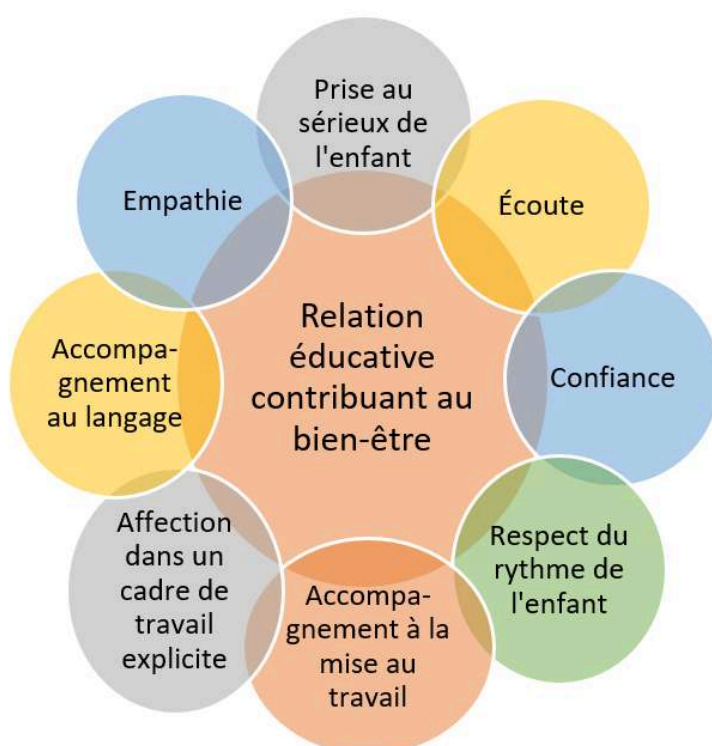 Prise au
sérieux de
l'enfant
Écoute
Confiance
Respect du
rythme de
l'enfant
Accompa-
gnement à la
mise au
travail
Affection
dans un
cadre de
travail
explicite
Accompa-
gnement
au langage
Empathie
Relation
éducative
contribuant au
bien-être